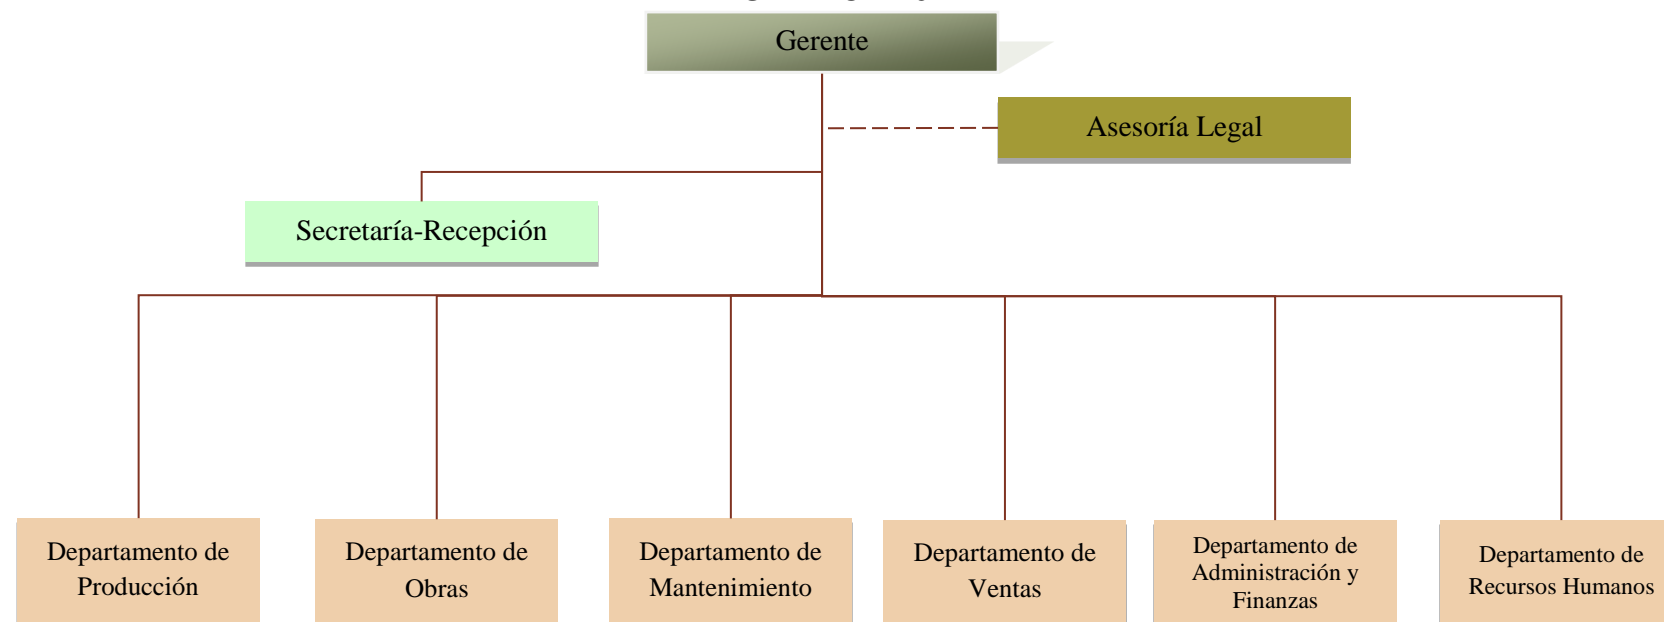 Gerente
Asesoría Legal
Secretaría-Recepción
Departamento de
Producción
Departamento de
Obras
Departamento de
Mantenimiento
Departamento de
Ventas
Departamento de
Administración y
Finanzas
Departamento de
Recursos Humanos